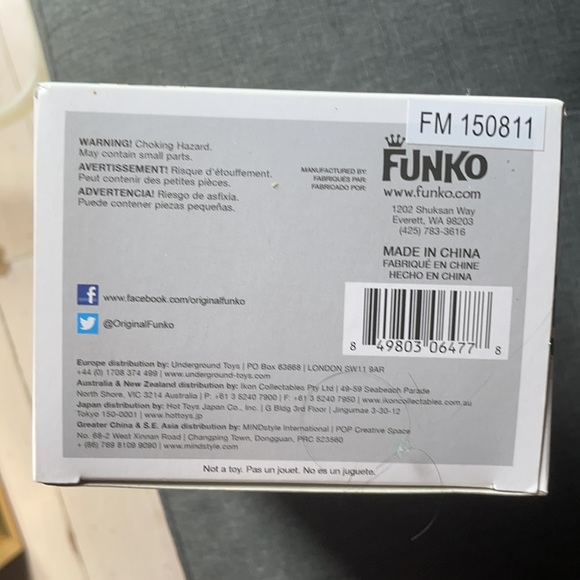 FM 150811
WARNING! Choking Hazard.
May contain small parts.
AVERTISSEMENT! Risque d'étouffement.
Peut contenir des petites pièces.
ADVERTENCIA! Riesgo de asfixia.
Puede contener piezas pequeñas.
MANUFACTURED BY:
FABRIQUÉS PAR:
FABRICADO POR:
FUNKO
www.funko.com
1202 Shuksan Way
Everett, WA 98203
(425) 783-3616
MADE IN CHINA
FABRIQUÉ EN CHINE
HECHO EN CHINA
f www.facebook.com/originalfunko
@OriginalFunko
8 49803 06477 8
Europe distribution by: Underground Toys | PO Box 63668 | LONDON SW11 9AR
+44 (0) 1708 374 499 | www.underground-toys.com
Australia & New Zealand distribution by: Ikon Collectables Pty Ltd | 49-59 Seabeach Parade
North Shore, VIC 3214 Australia | P: +61 3 5240 7900 | F: +61 3 5240 7950 | www.ikoncollectables.com.au
Japan distribution by: Hot Toys Japan Co., Inc. | G Bldg 3rd Floor | Jingumae 3-30-12
Tokyo 150-0001 | www.hottoys.jp
Greater China & S.E. Asia distribution by: MINDstyle International | POP Creative Space
No. 68-2 West Xinnan Road | Changping Town, Dongguan, PRC 523560
+ (86) 769 8109 9090 | www.mindstyle.com
Not a toy. Pas un jouet. No es un juguete.